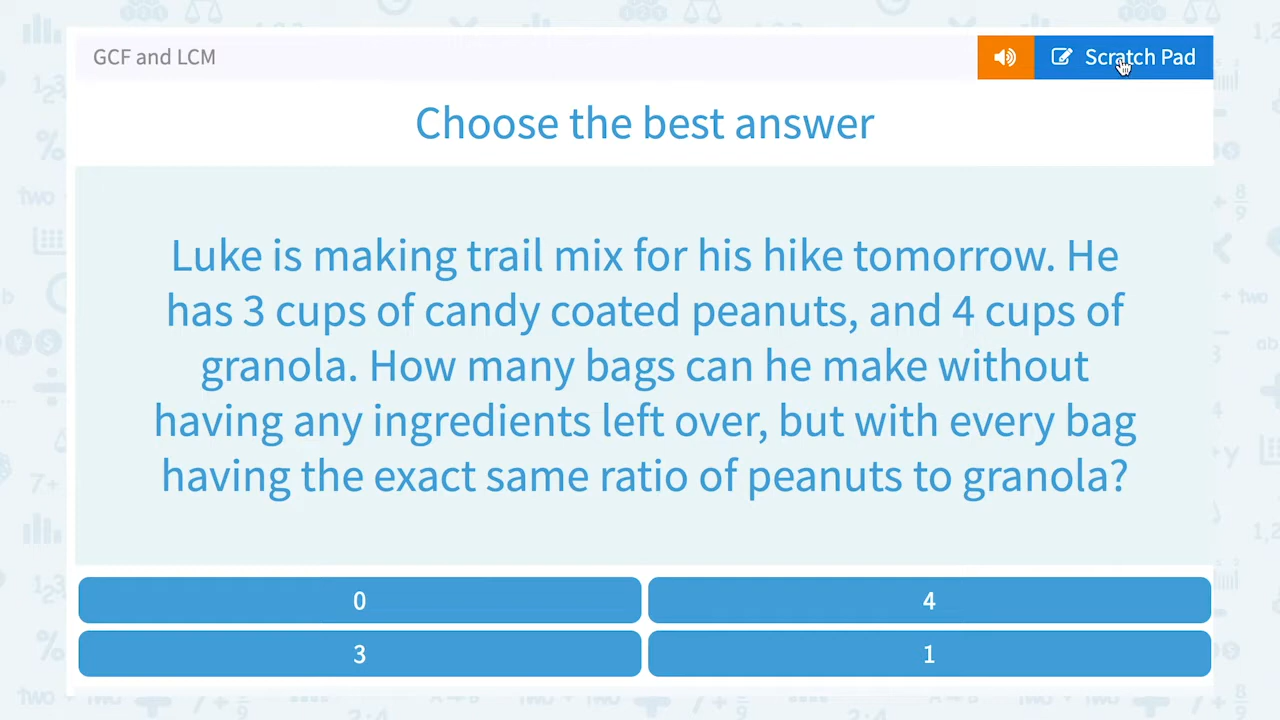 GCF and LCM
Scratch Pad
Choose the best answer
Luke is making trail mix for his hike tomorrow. He
has 3 cups of candy coated peanuts, and 4 cups of
granola. How many bags can he make without
having any ingredients left over, but with every bag
having the exact same ratio of peanuts to granola?
0
4
3
1